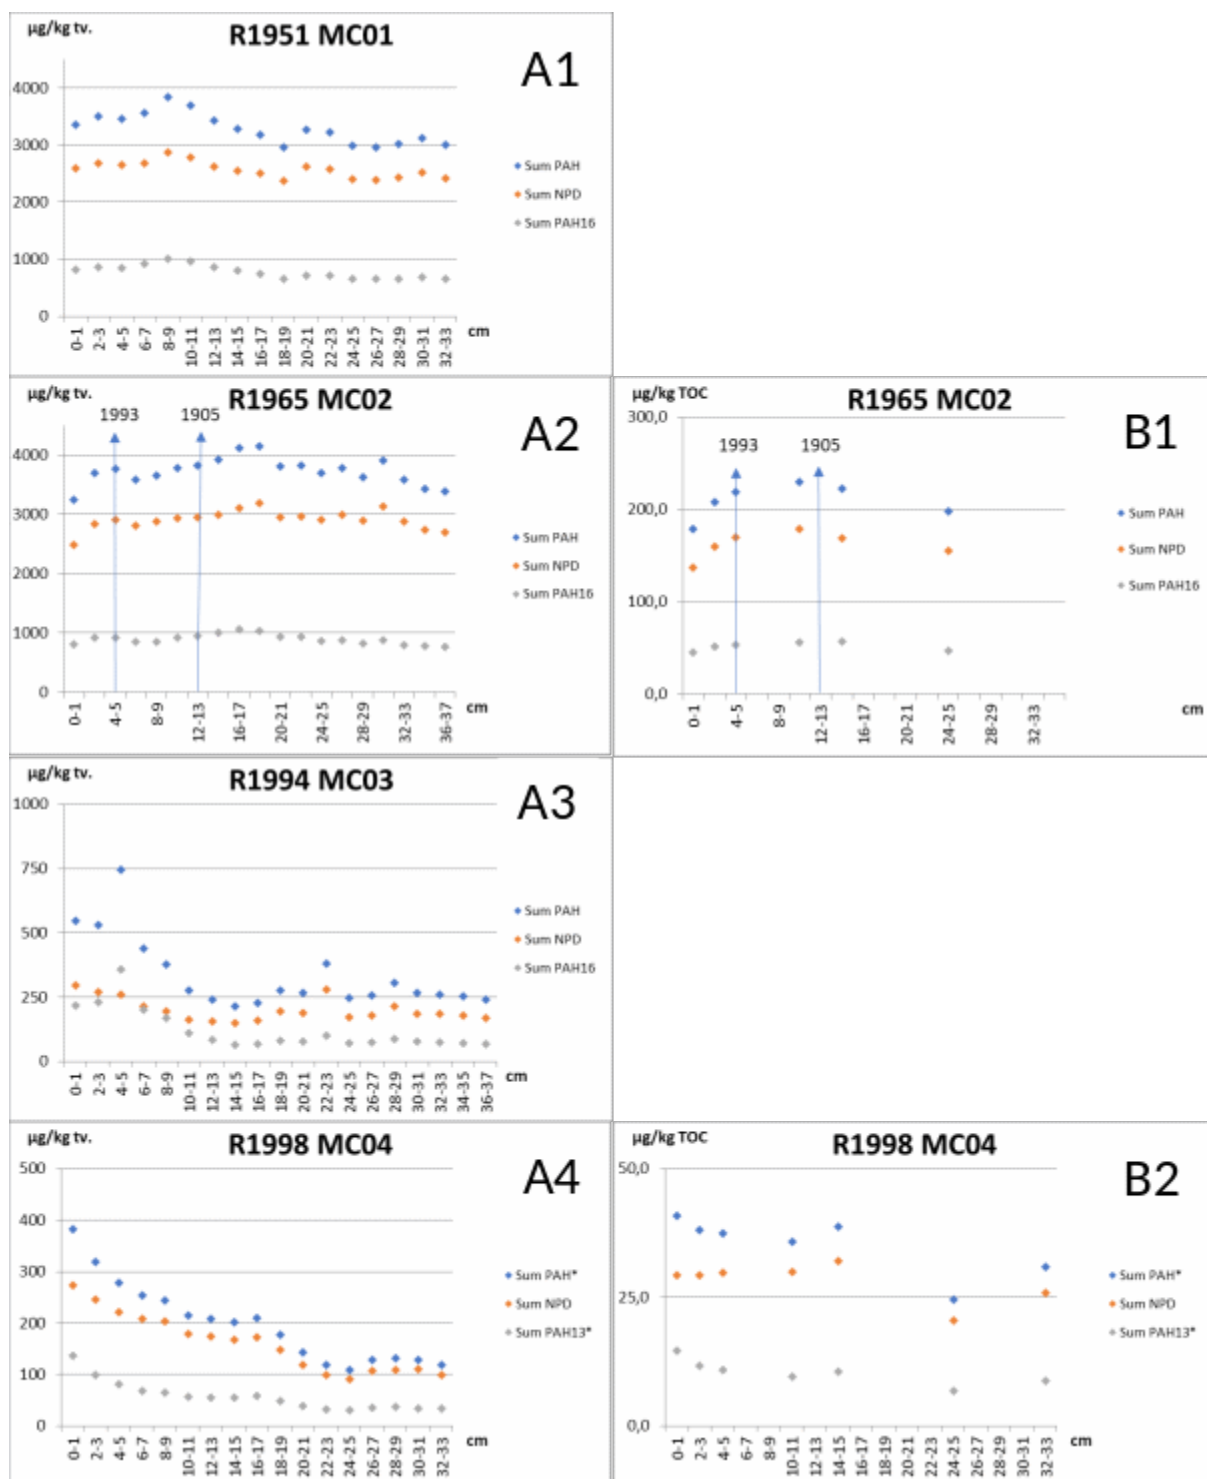 µg/kg tv.
R1951 MC01
A1
4000
3000
2000
1000
0
0-1
2-3
4-5
6-7
8-9
10-11
12-13
14-15
16-17
18-19
20-21
22-23
24-25
26-27
28-29
30-31
32-33
cm
Sum PAH
Sum NPD
Sum PAH16
R1965 MC02
A2
1993
1905
4000
3000
2000
1000
0
0-1
4-5
8-9
12-13
16-17
20-21
24-25
28-29
32-33
36-37
cm
Sum PAH
Sum NPD
Sum PAH16
µg/kg TOC
R1965 MC02
B1
1993
1905
300,0
200,0
100,0
0,0
0-1
4-5
8-9
12-13
16-17
20-21
24-25
28-29
32-33
cm
Sum PAH
Sum NPD
Sum PAH16
µg/kg tv.
R1994 MC03
A3
1000
750
500
250
0
0-1
2-3
4-5
6-7
8-9
10-11
12-13
14-15
16-17
18-19
20-21
22-23
24-25
26-27
28-29
30-31
32-33
34-35
36-37
cm
Sum PAH
Sum NPD
Sum PAH16
µg/kg tv.
R1998 MC04
A4
500
400
300
200
100
0
0-1
2-3
4-5
6-7
8-9
10-11
12-13
14-15
16-17
18-19
20-21
22-23
24-25
26-27
28-29
30-31
32-33
cm
Sum PAH*
Sum NPD
Sum PAH13*
µg/kg TOC
R1998 MC04
B2
50,0
25,0
0,0
0-1
2-3
4-5
6-7
8-9
10-11
12-13
14-15
16-17
18-19
20-21
22-23
24-25
26-27
28-29
30-31
32-33
cm
Sum PAH*
Sum NPD
Sum PAH13*
µg/kg tv.